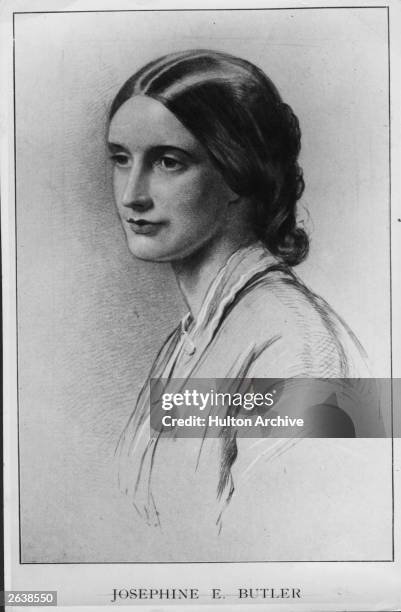 gettyimages
Credit: Hulton Archive
JOSEPHINE E. BUTLER
2638550